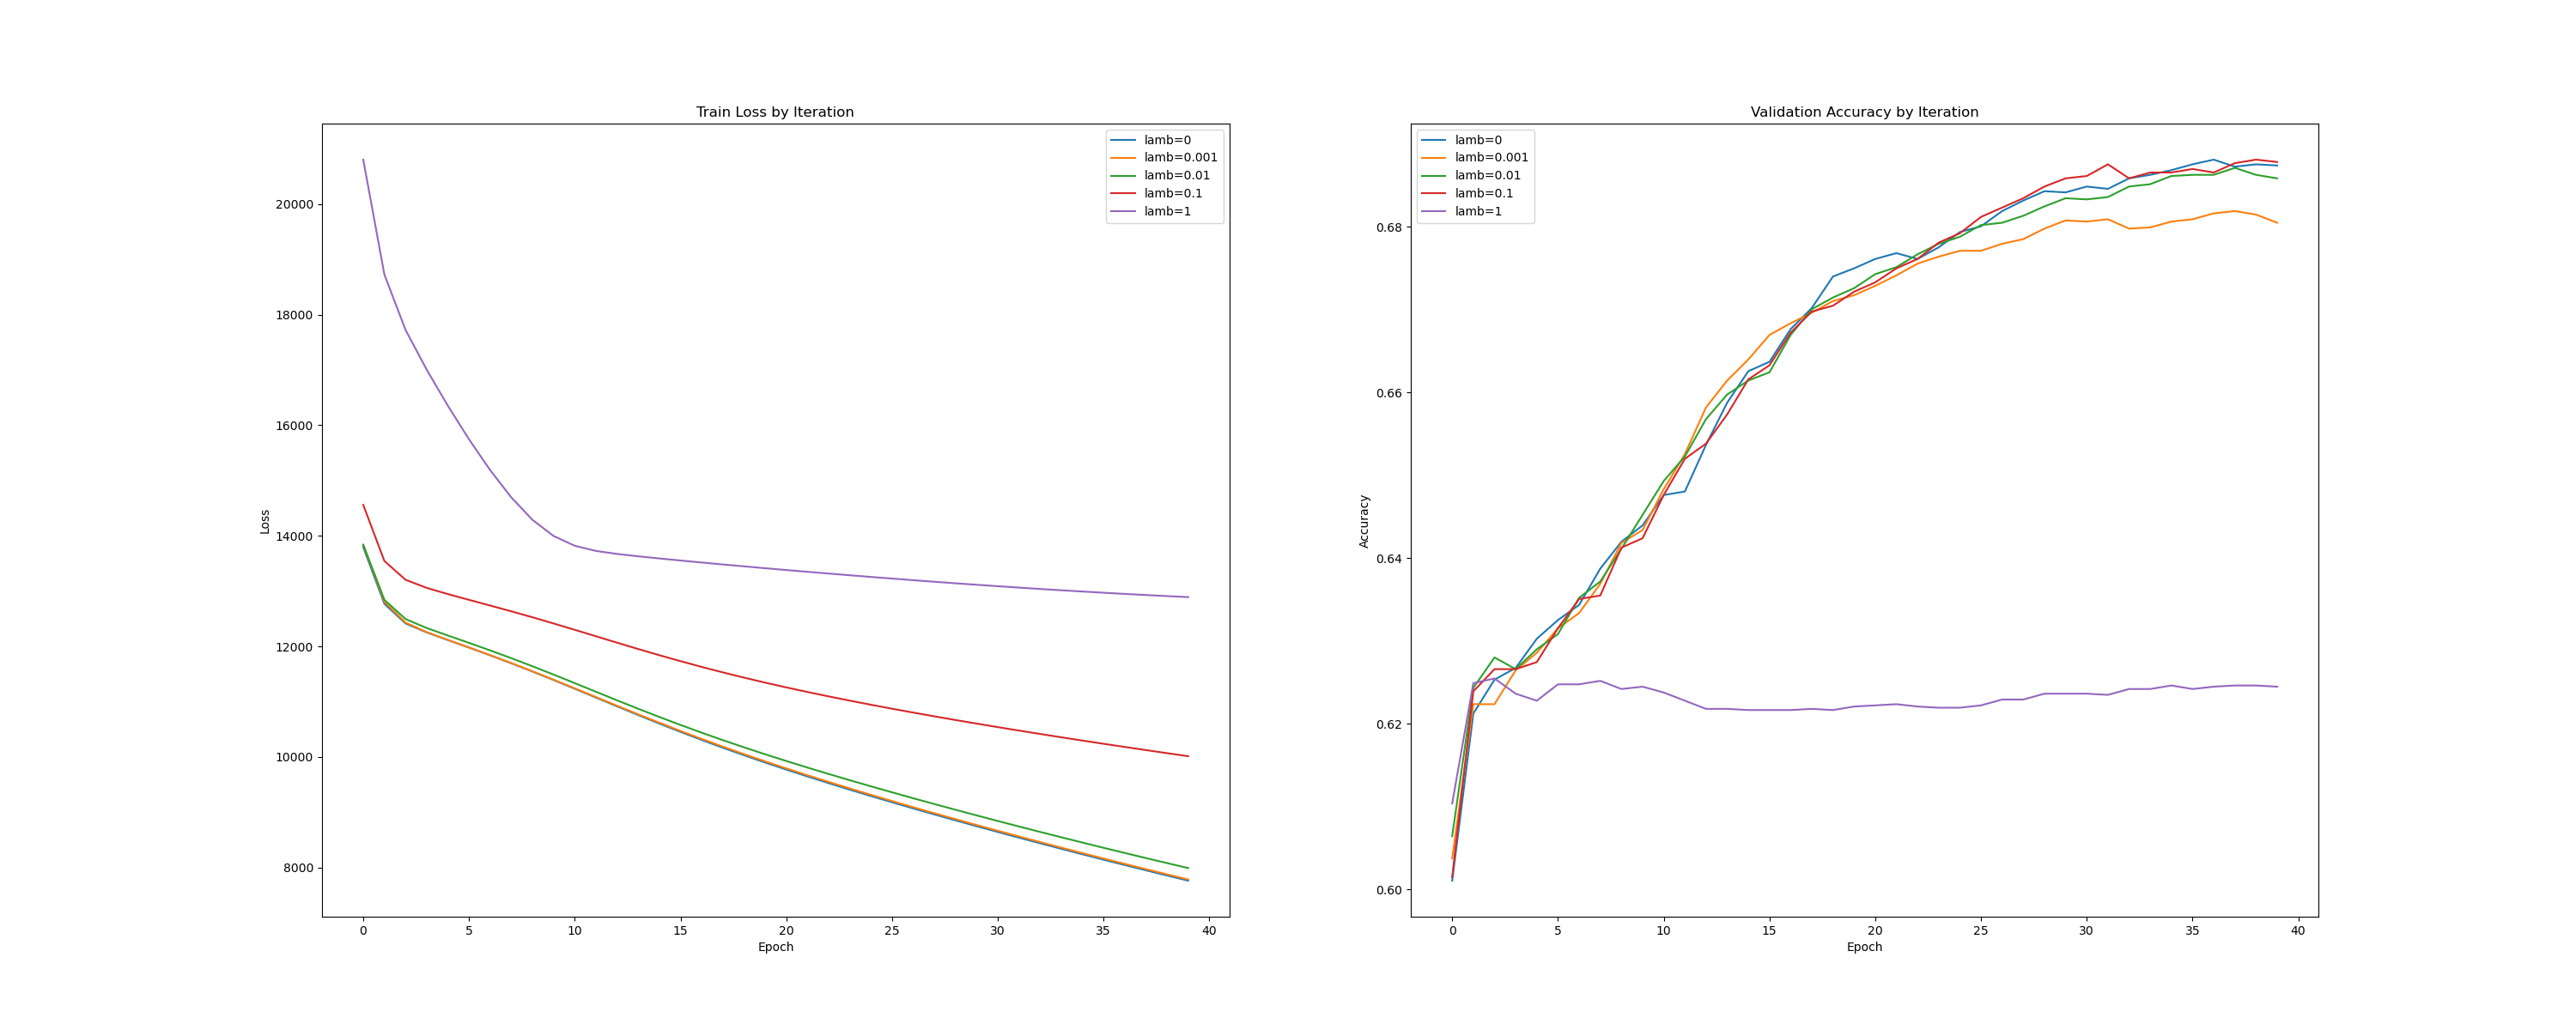 Train Loss by Iteration
lamb=0
lamb=0.001
lamb=0.01
lamb=0.1
lamb=1
Loss
20000
18000
16000
14000
12000
10000
8000
0 5 10 15 20 25 30 35 40
Epoch
Validation Accuracy by Iteration
lamb=0
lamb=0.001
lamb=0.01
lamb=0.1
lamb=1
Accuracy
0.68
0.66
0.64
0.62
0.60
0 5 10 15 20 25 30 35 40
Epoch